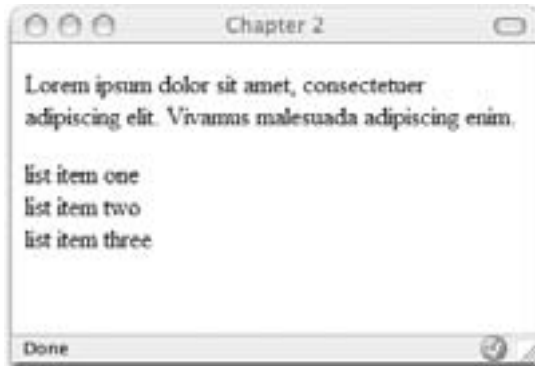 Chapter 2
Lorem ipsum dolor sit amet, consectetuer
adipiscing elit. Vivamus malesuada adipiscing enim.
list item one
list item two
list item three
Done